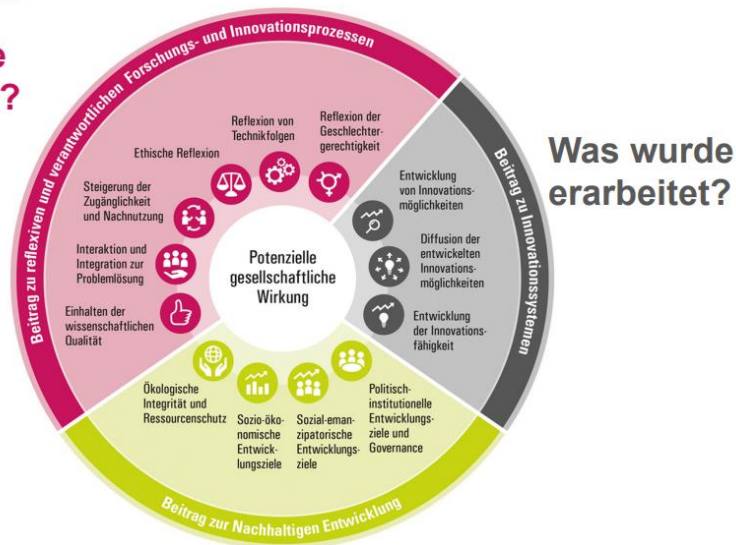 e
?
Beitrag zu reflexiven und verantwortlichen Forschungs- und Innovationsprozessen
Reflexion von
Technikfolgen
Reflexion der
Geschlechter-
gerechtigkeit
Ethische Reflexion
Steigerung der
Zugänglichkeit
und Nachnutzung
Interaktion und
Integration zur
Problemlösung
Einhalten der
wissenschaftlichen
Qualität
Potenzielle
gesellschaftliche
Wirkung
Entwicklung
von Innovations-
möglichkeiten
Diffusion der
entwickelten
Innovations-
möglichkeiten
Entwicklung
der Innovations-
fähigkeit
Beitrag zu Innovationssystemen
Was wurde
erarbeitet?
Ökologische
Integrität und
Ressourcenschutz
Sozio-öko-
nomische
Entwick-
lungsziele
Sozial-eman-
zipatorische
Entwicklungs-
ziele
Politisch-
institutionelle
Entwicklungs-
ziele und
Governance
Beitrag zur Nachhaltigen Entwicklung